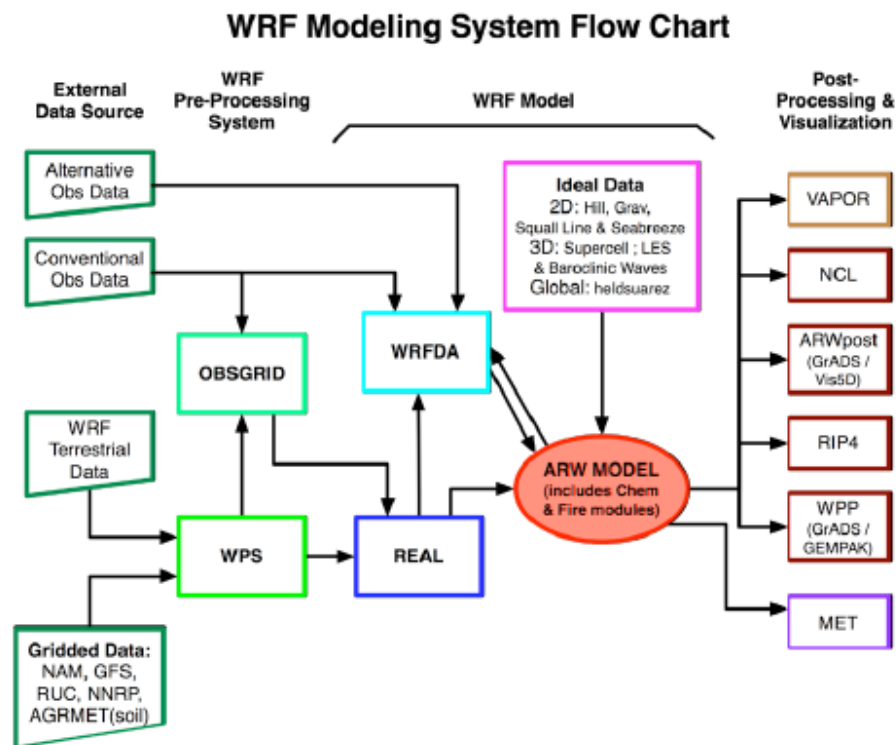 WRF Modeling System Flow Chart
External
Data Source
WRF
Pre-Processing
System
WRF Model
Post-
Processing &
Visualization
Alternative
Obs Data
Conventional
Obs Data
WRF
Terrestrial
Data
Gridded Data:
NAM, GFS,
RUC, NNRP,
AGRMET(soil)
OBSGRID
WPS
WRFDA
REAL
Ideal Data
2D: Hill, Grav,
Squall Line & Seabreeze
3D: Supercell ; LES
& Baroclinic Waves
Global: heldsuarez
ARW MODEL
(includes Chem
& Fire modules)
VAPOR
NCL
ARWpost
(GrADS /
Vis5D)
RIP4
WPP
(GrADS /
GEMPAK)
MET